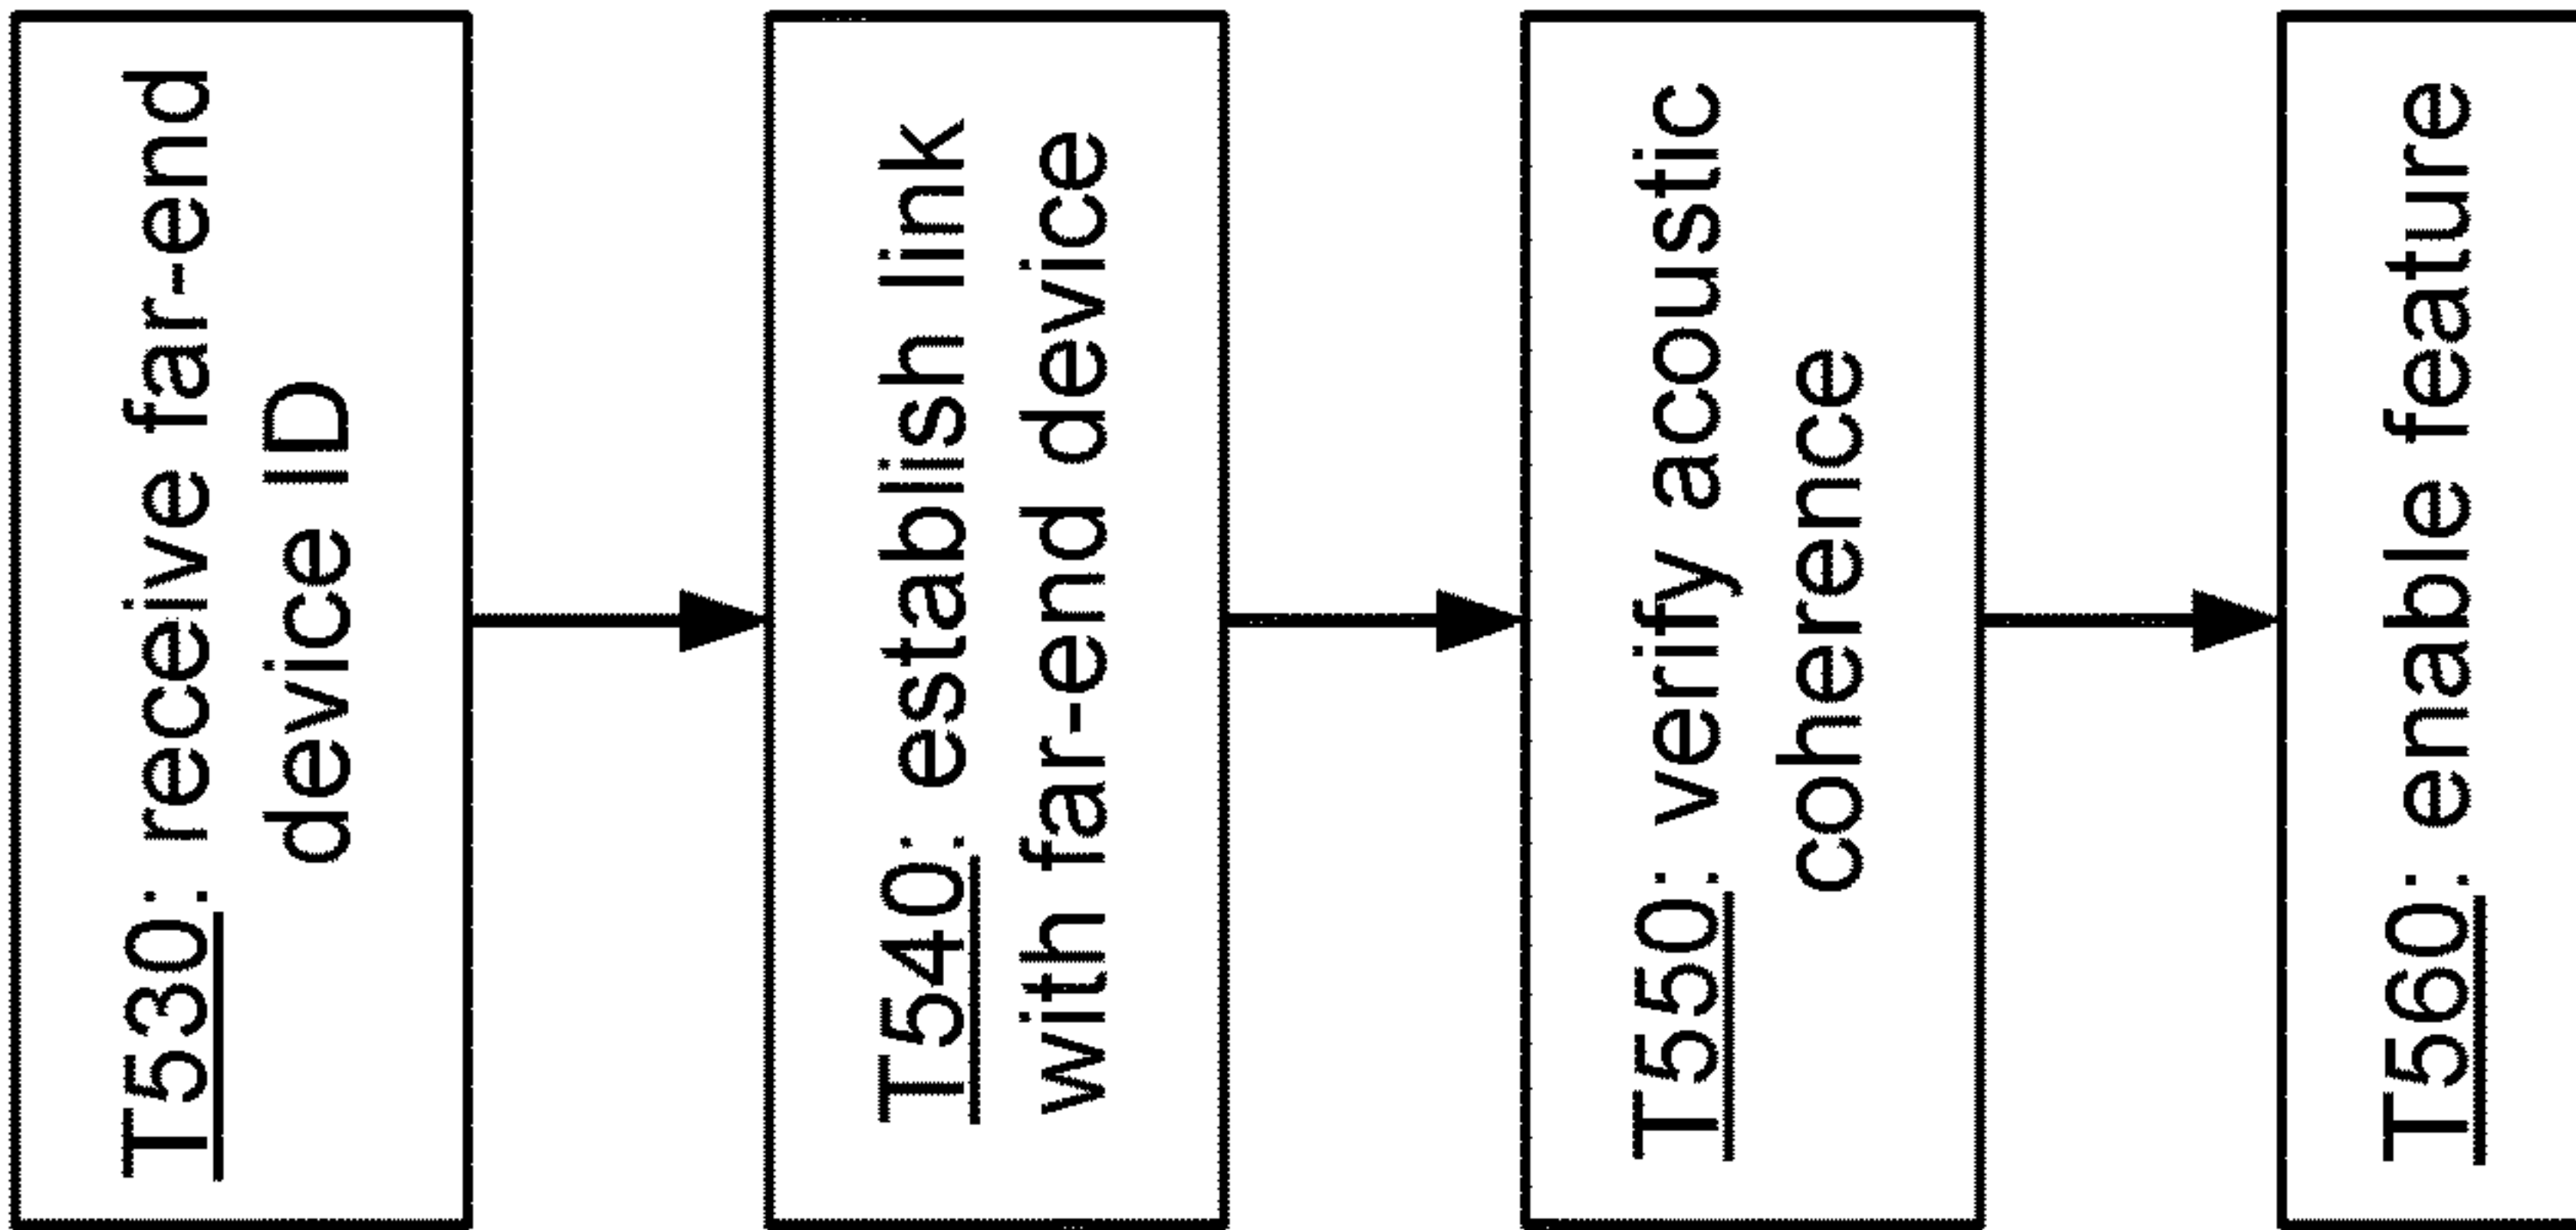 T530: receive far-end
device ID
T540: establish link
with far-end device
T550: verify acoustic
coherence
T560: enable feature